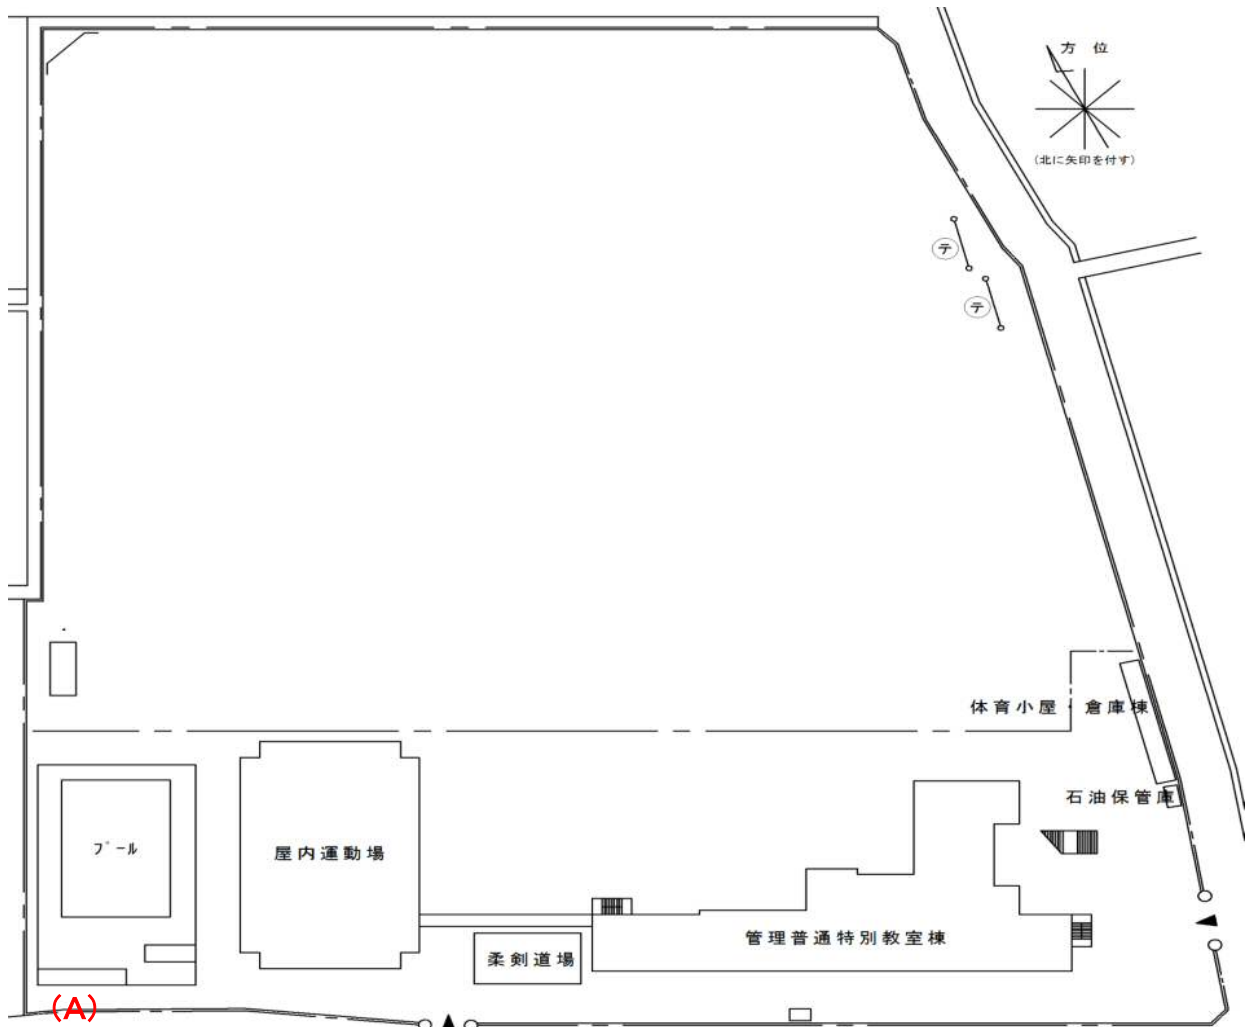 方 位
(北に矢印を付す)
テ
テ
体育小屋・倉庫棟
石油保管庫
プール
屋内運動場
管理普通特別教室棟
柔剣道場
(A)